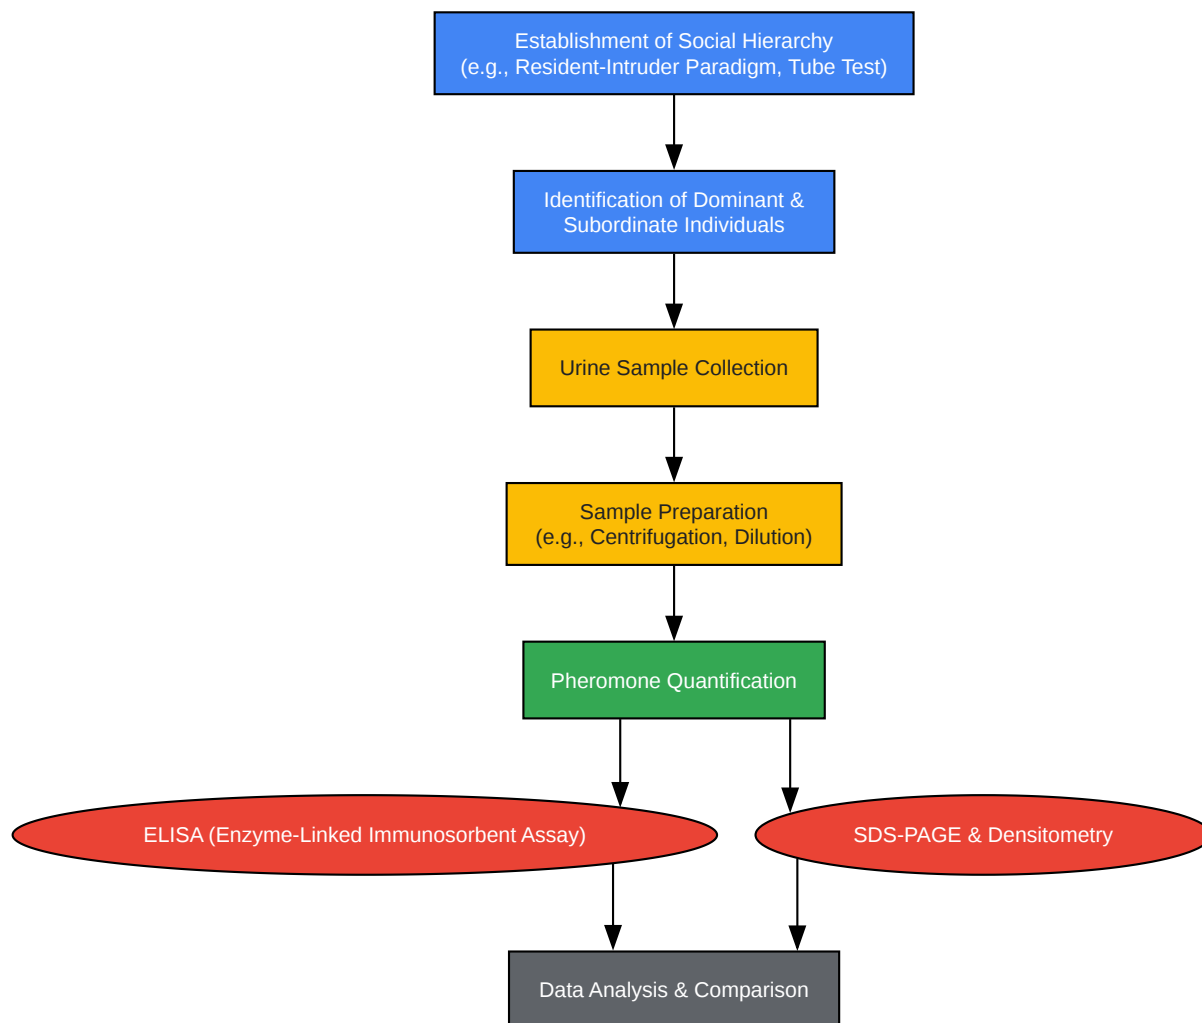 Establishment of Social Hierarchy
(e.g., Resident-Intruder Paradigm, Tube Test)
Identification of Dominant &
Subordinate Individuals
Urine Sample Collection
Sample Preparation
(e.g., Centrifugation, Dilution)
Pheromone Quantification
ELISA (Enzyme-Linked Immunosorbent Assay)
SDS-PAGE & Densitometry
Data Analysis & Comparison